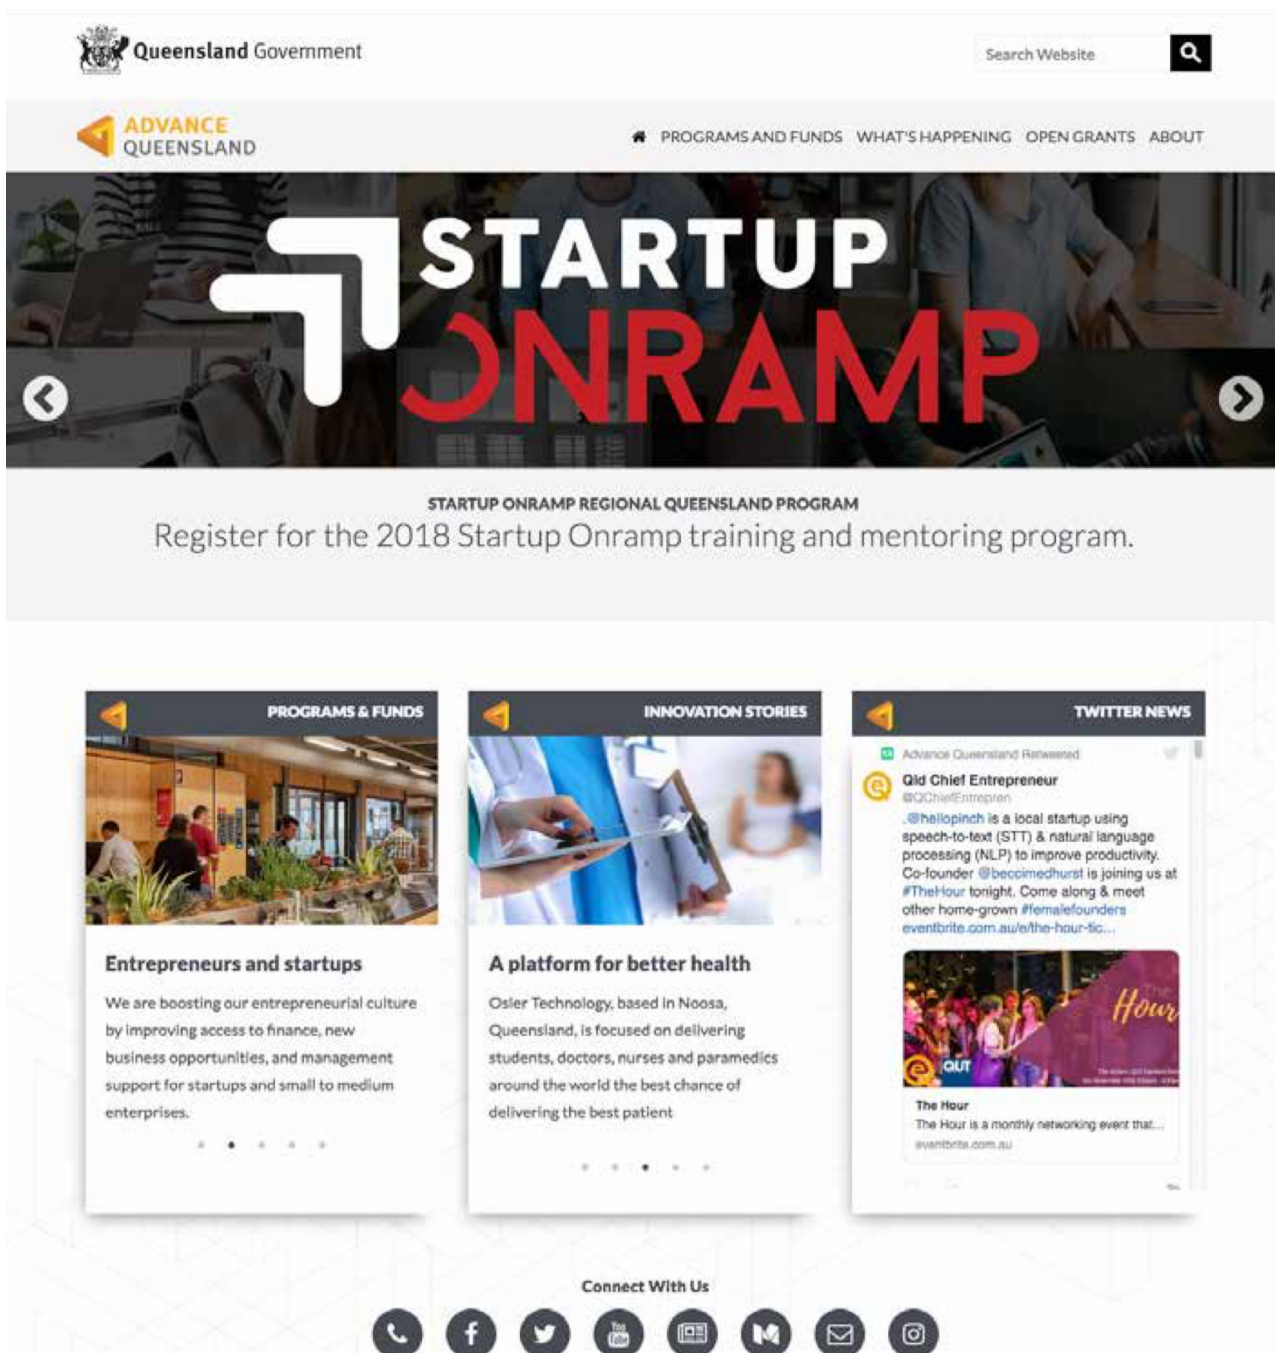 Queensland Government
Search Website
ADVANCE
QUEENSLAND
PROGRAMS AND FUNDS WHAT'S HAPPENING OPEN GRANTS ABOUT
STARTUP
ONRAMP
STARTUP ONRAMP REGIONAL QUEENSLAND PROGRAM
Register for the 2018 Startup Onramp training and mentoring program.
PROGRAMS & FUNDS
Entrepreneurs and startups
We are boosting our entrepreneurial culture
by improving access to finance, new
business opportunities, and management
support for startups and small to medium
enterprises.
INNOVATION STORIES
A platform for better health
Osler Technology, based in Noosa,
Queensland, is focused on delivering
students, doctors, nurses and paramedics
around the world the best chance of
delivering the best patient
TWITTER NEWS
Advance Queensland Retweeted
Qld Chief Entrepreneur
@QChiefEntrepren
.@hellopinch is a local startup using
speech-to-text (STT) & natural language
processing (NLP) to improve productivity.
Co-founder @beccimedhurst is joining us at
#TheHour tonight. Come along & meet
other home-grown #femalefounders
eventbrite.com.au/e/the-hour-tic...
The
Hour
QUT
The Hour
The Hour is a monthly networking event that...
eventbrite.com.au
Connect With Us
You
Tube